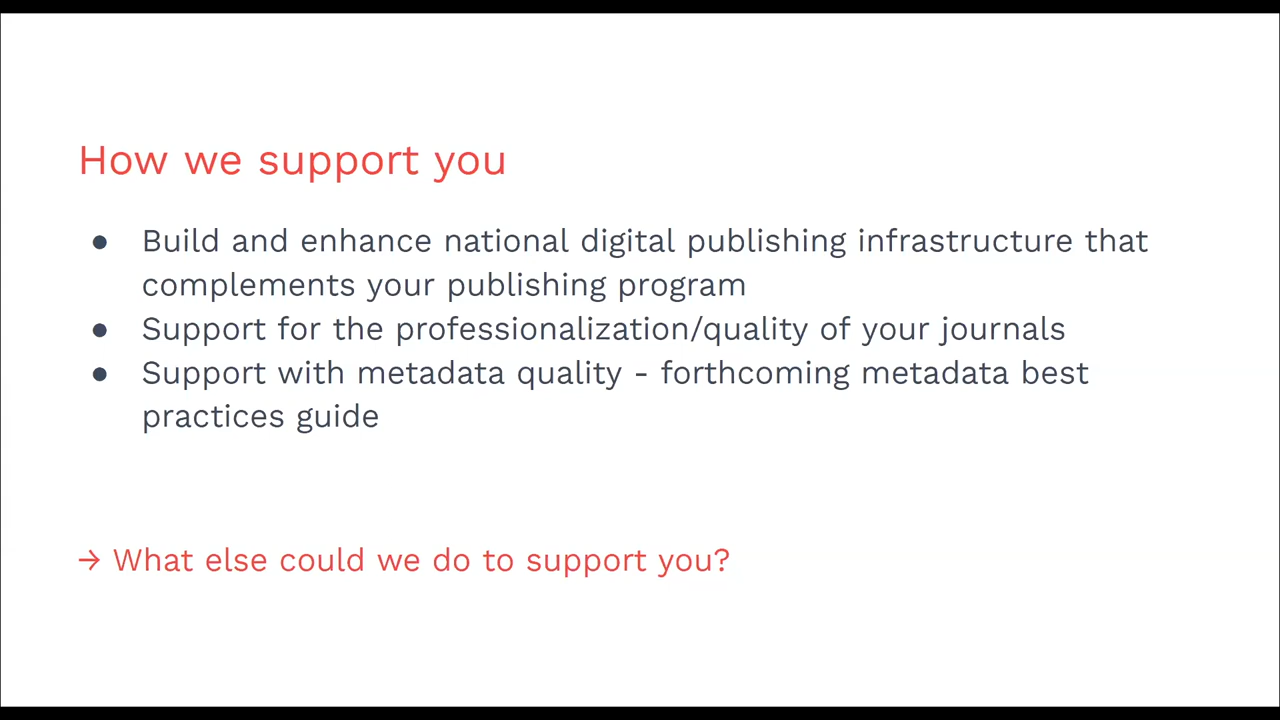 How we support you
● Build and enhance national digital publishing infrastructure that
complements your publishing program
● Support for the professionalization/quality of your journals
● Support with metadata quality - forthcoming metadata best
practices guide
→ What else could we do to support you?